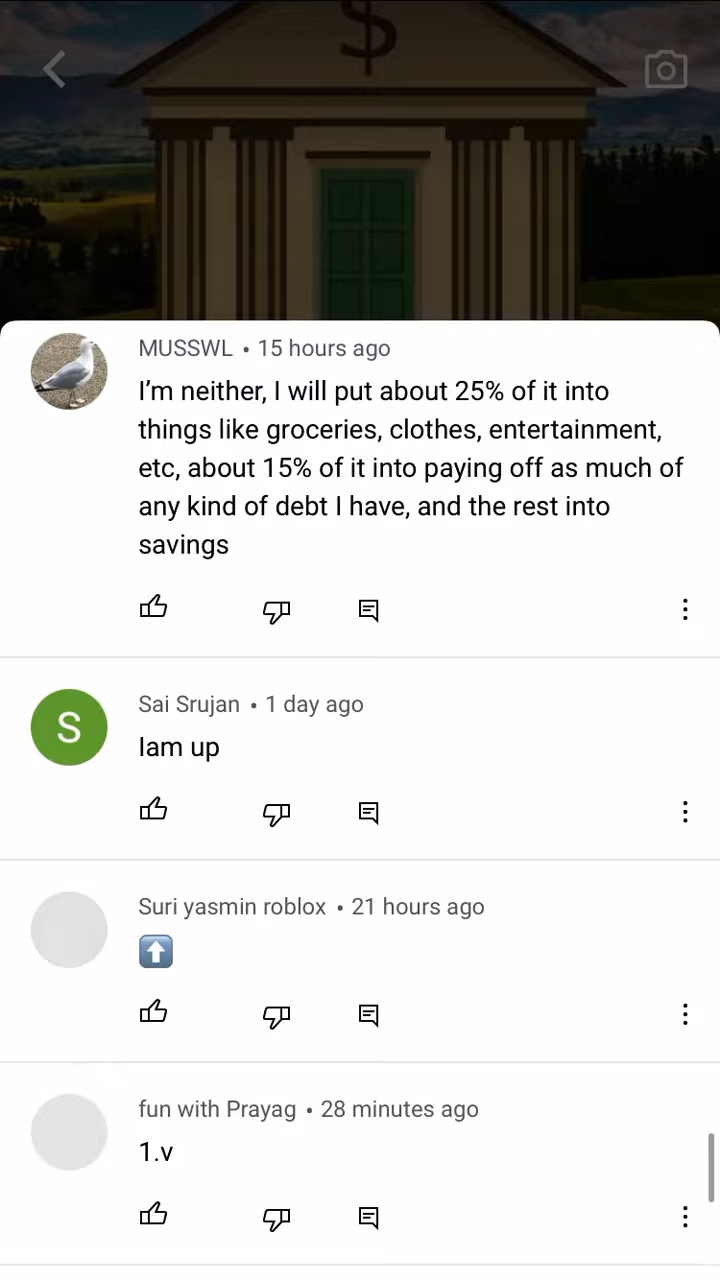 $
MUSSWL • 15 hours ago
I’m neither, I will put about 25% of it into
things like groceries, clothes, entertainment,
etc, about 15% of it into paying off as much of
any kind of debt I have, and the rest into
savings
S
Sai Srujan • 1 day ago
Iam up
Suri yasmin roblox • 21 hours ago
⬆️
fun with Prayag • 28 minutes ago
1.v